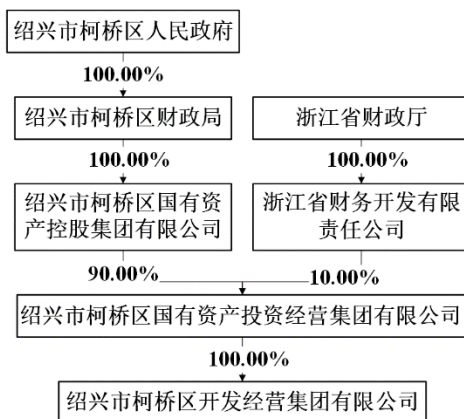 绍兴市柯桥区人民政府
100.00%
绍兴市柯桥区财政局
浙江省财政厅
100.00%
100.00%
绍兴市柯桥区国有资
产控股集团有限公司
浙江省财务开发有限
责任公司
90.00%
10.00%
绍兴市柯桥区国有资产投资经营集团有限公司
100.00%
绍兴市柯桥区开发经营集团有限公司